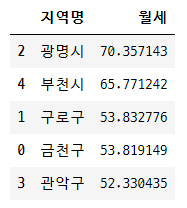 지역명 월세
2 광명시 70.357143
4 부천시 65.771242
1 구로구 53.832776
0 금천구 53.819149
3 관악구 52.330435